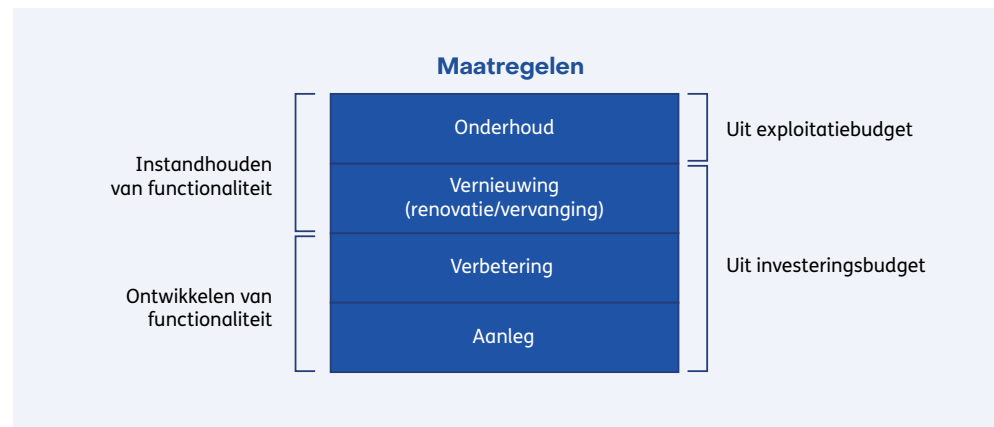 Maatregelen
Onderhoud
Uit exploitatiebudget
Instandhouden
van functionaliteit
Vernieuwing
(renovatie/vervanging)
Verbetering
Uit investeringsbudget
Ontwikkelen van
functionaliteit
Aanleg